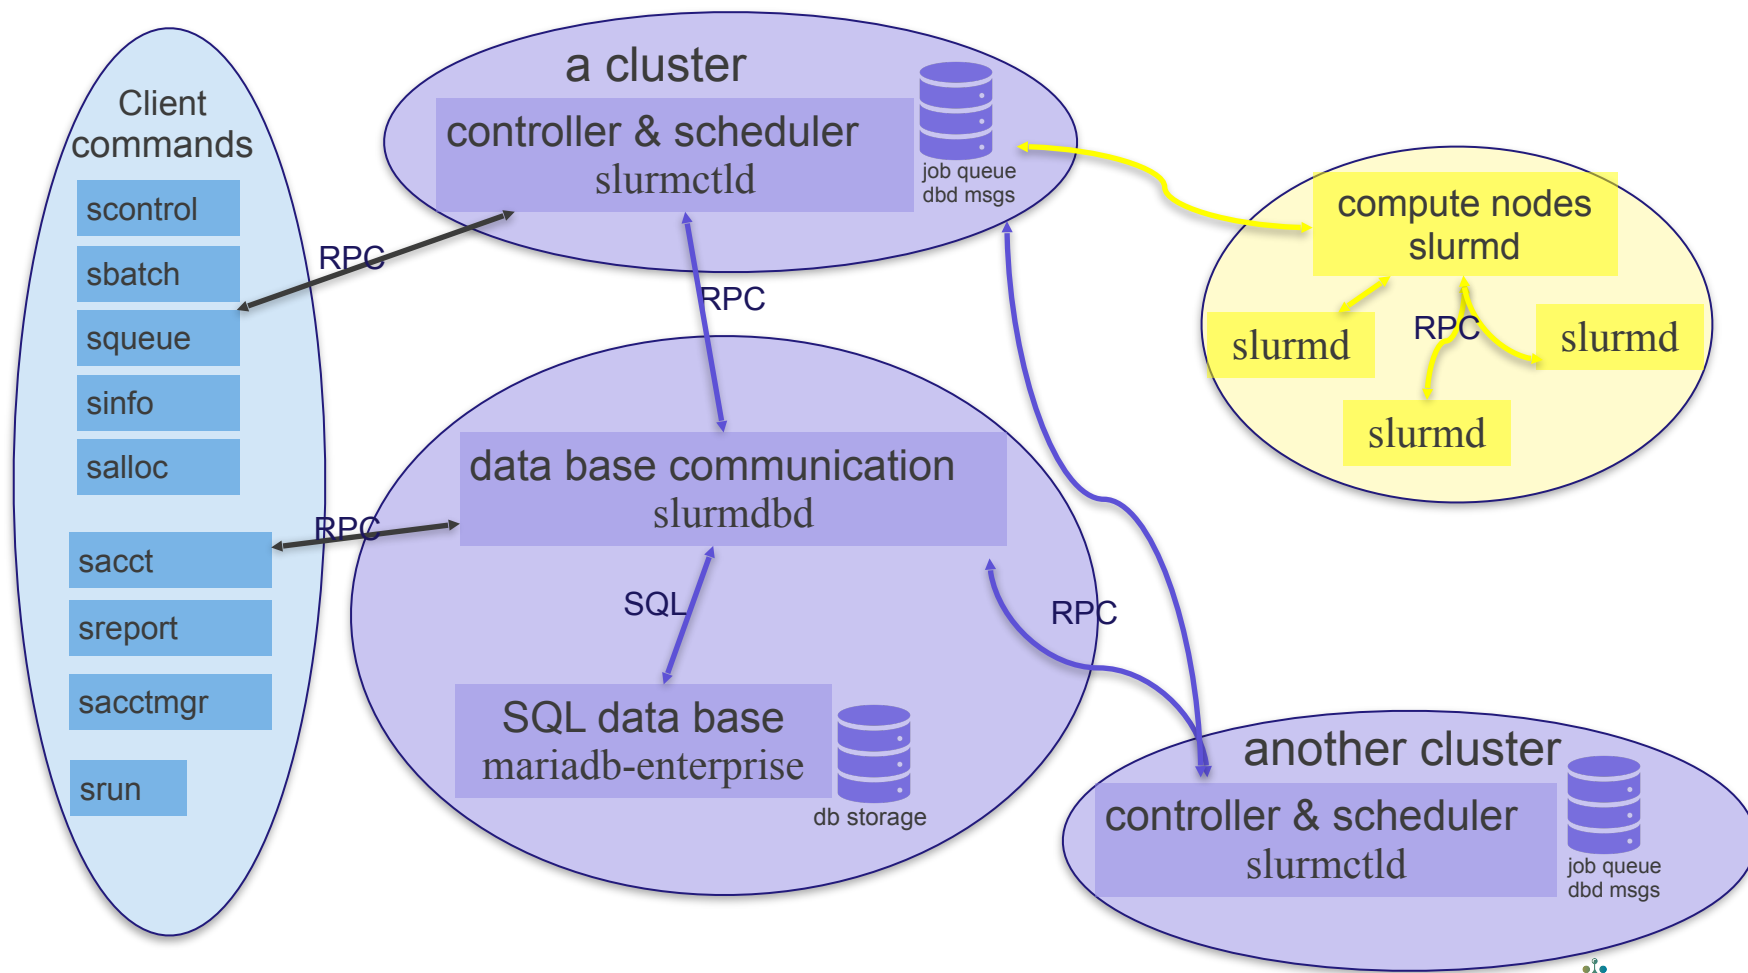 Client
commands
scontrol
sbatch
squeue
sinfo
salloc
sacct
sreport
sacctmgr
srun
RPC
RPC
a cluster
controller & scheduler
slurmctld
job queue
dbd msgs
RPC
data base communication
slurmdbd
SQL
SQL data base
mariadb-enterprise
db storage
RPC
compute nodes
slurmd
slurmd
RPC
slurmd
slurmd
another cluster
controller & scheduler
slurmctld
job queue
dbd msgs